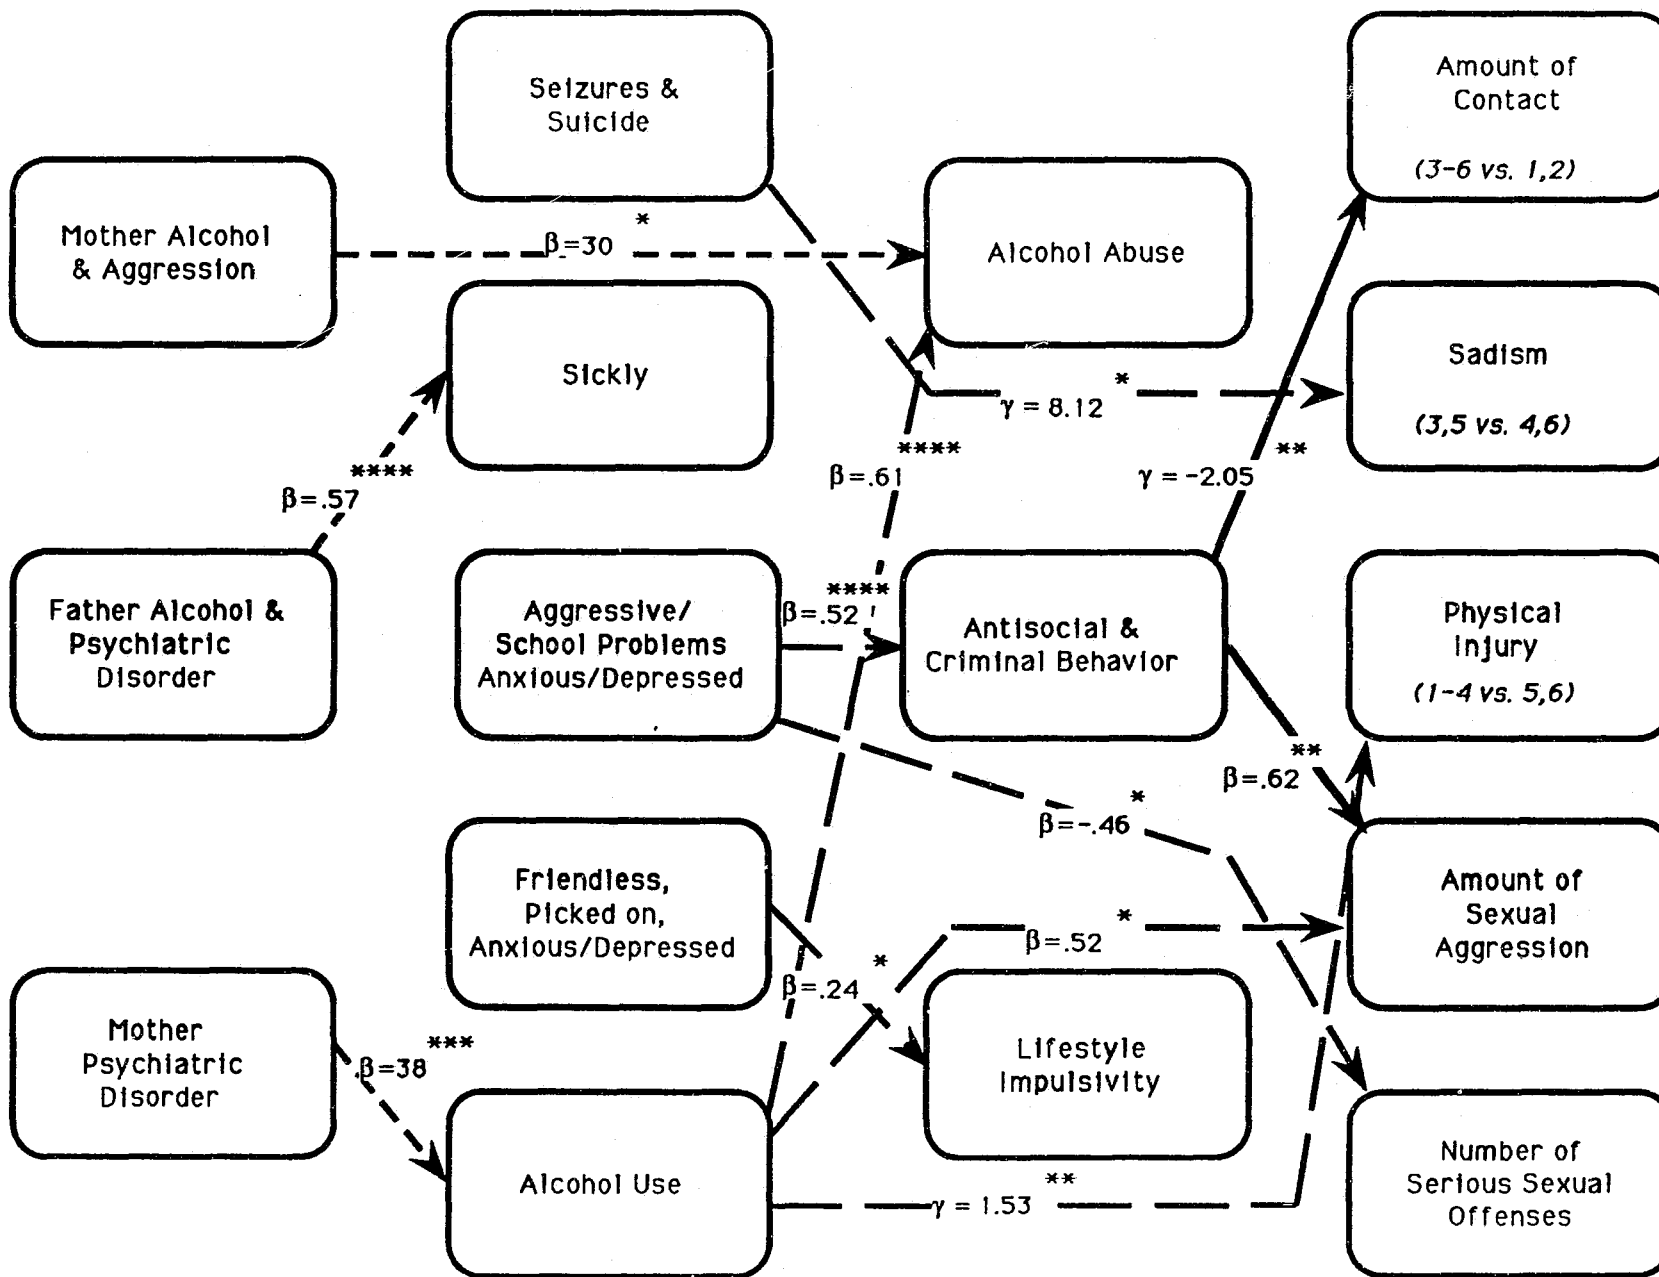 Seizures &
Suicide
Amount of
Contact
(3-6 vs. 1,2)
Mother Alcohol
& Aggression
*
β=30
Alcohol Abuse
Sickly
Sadism
(3,5 vs. 4,6)
*
γ = 8.12
****
β=.57
****
β=.61
**
γ = -2.05
Father Alcohol &
Psychiatric
Disorder
Aggressive/
School Problems
Anxious/Depressed
****
β=.52
Antisocial &
Criminal Behavior
Physical
Injury
(1-4 vs. 5,6)
**
β=.62
*
β=-.46
Friendless,
Picked on,
Anxious/Depressed
Amount of
Sexual
Aggression
*
β=.52
*
β=.24
Mother
Psychiatric
Disorder
***
β=38
Lifestyle
Impulsivity
Alcohol Use
**
γ = 1.53
Number of
Serious Sexual
Offenses